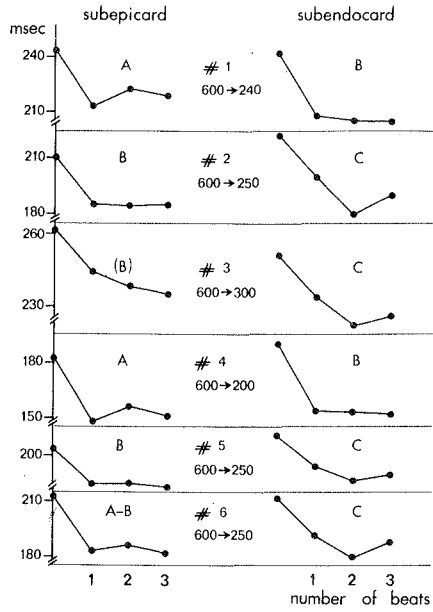 subepicard subendocard
msec
240
210
A # 1 B
600→240
210
180
B # 2 C
600→250
260
230
(B) # 3 C
600→300
180
150
A # 4 B
600→200
200
B # 5 C
600→250
210
180
A-B # 6 C
600→250
1 2 3 1 2 3
number of beats